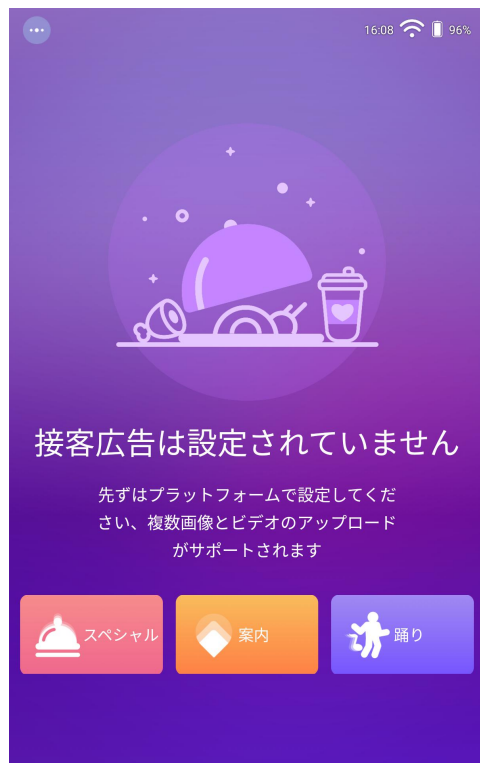 16:08 96%
接客広告は設定されていません
先ずはプラットフォームで設定してくだ
さい、複数画像とビデオのアップロード
がサポートされます
スペシャル 案内 踊り